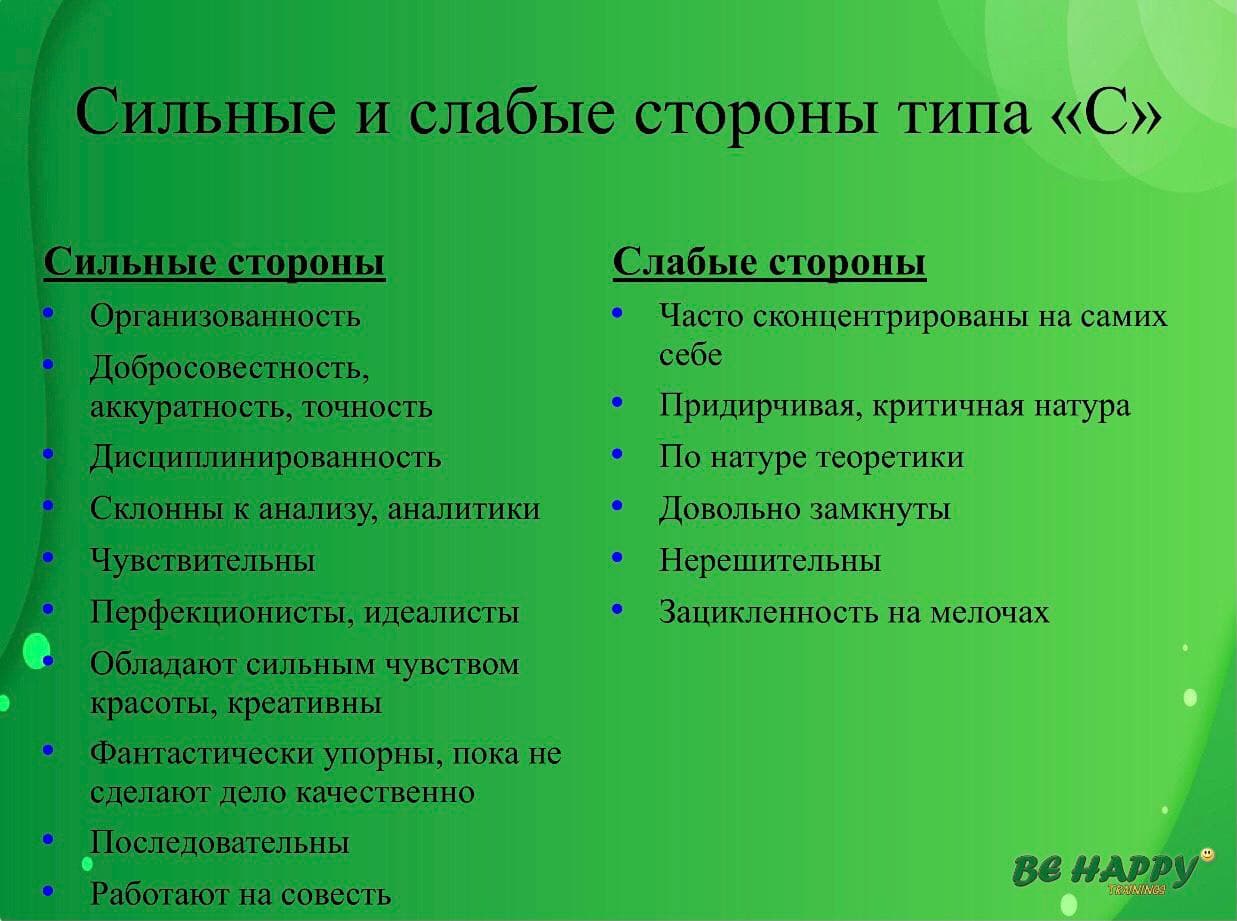 Сильные и слабые стороны типа «С»
Сильные стороны
• Организованность
• Добросовестность,
аккуратность, точность
• Дисциплинированность
• Склонны к анализу, аналитики
• Чувствительны
• Перфекционисты, идеалисты
• Обладают сильным чувством
красоты, креативны
• Фантастически упорны, пока не
сделают дело качественно
• Последовательны
• Работают на совесть
Слабые стороны
• Часто сконцентрированы на самих
себе
• Придирчивая, критичная натура
• По натуре теоретики
• Довольно замкнуты
• Нерешительны
• Зацикленность на мелочах
BE HAPPY
TRAININGS